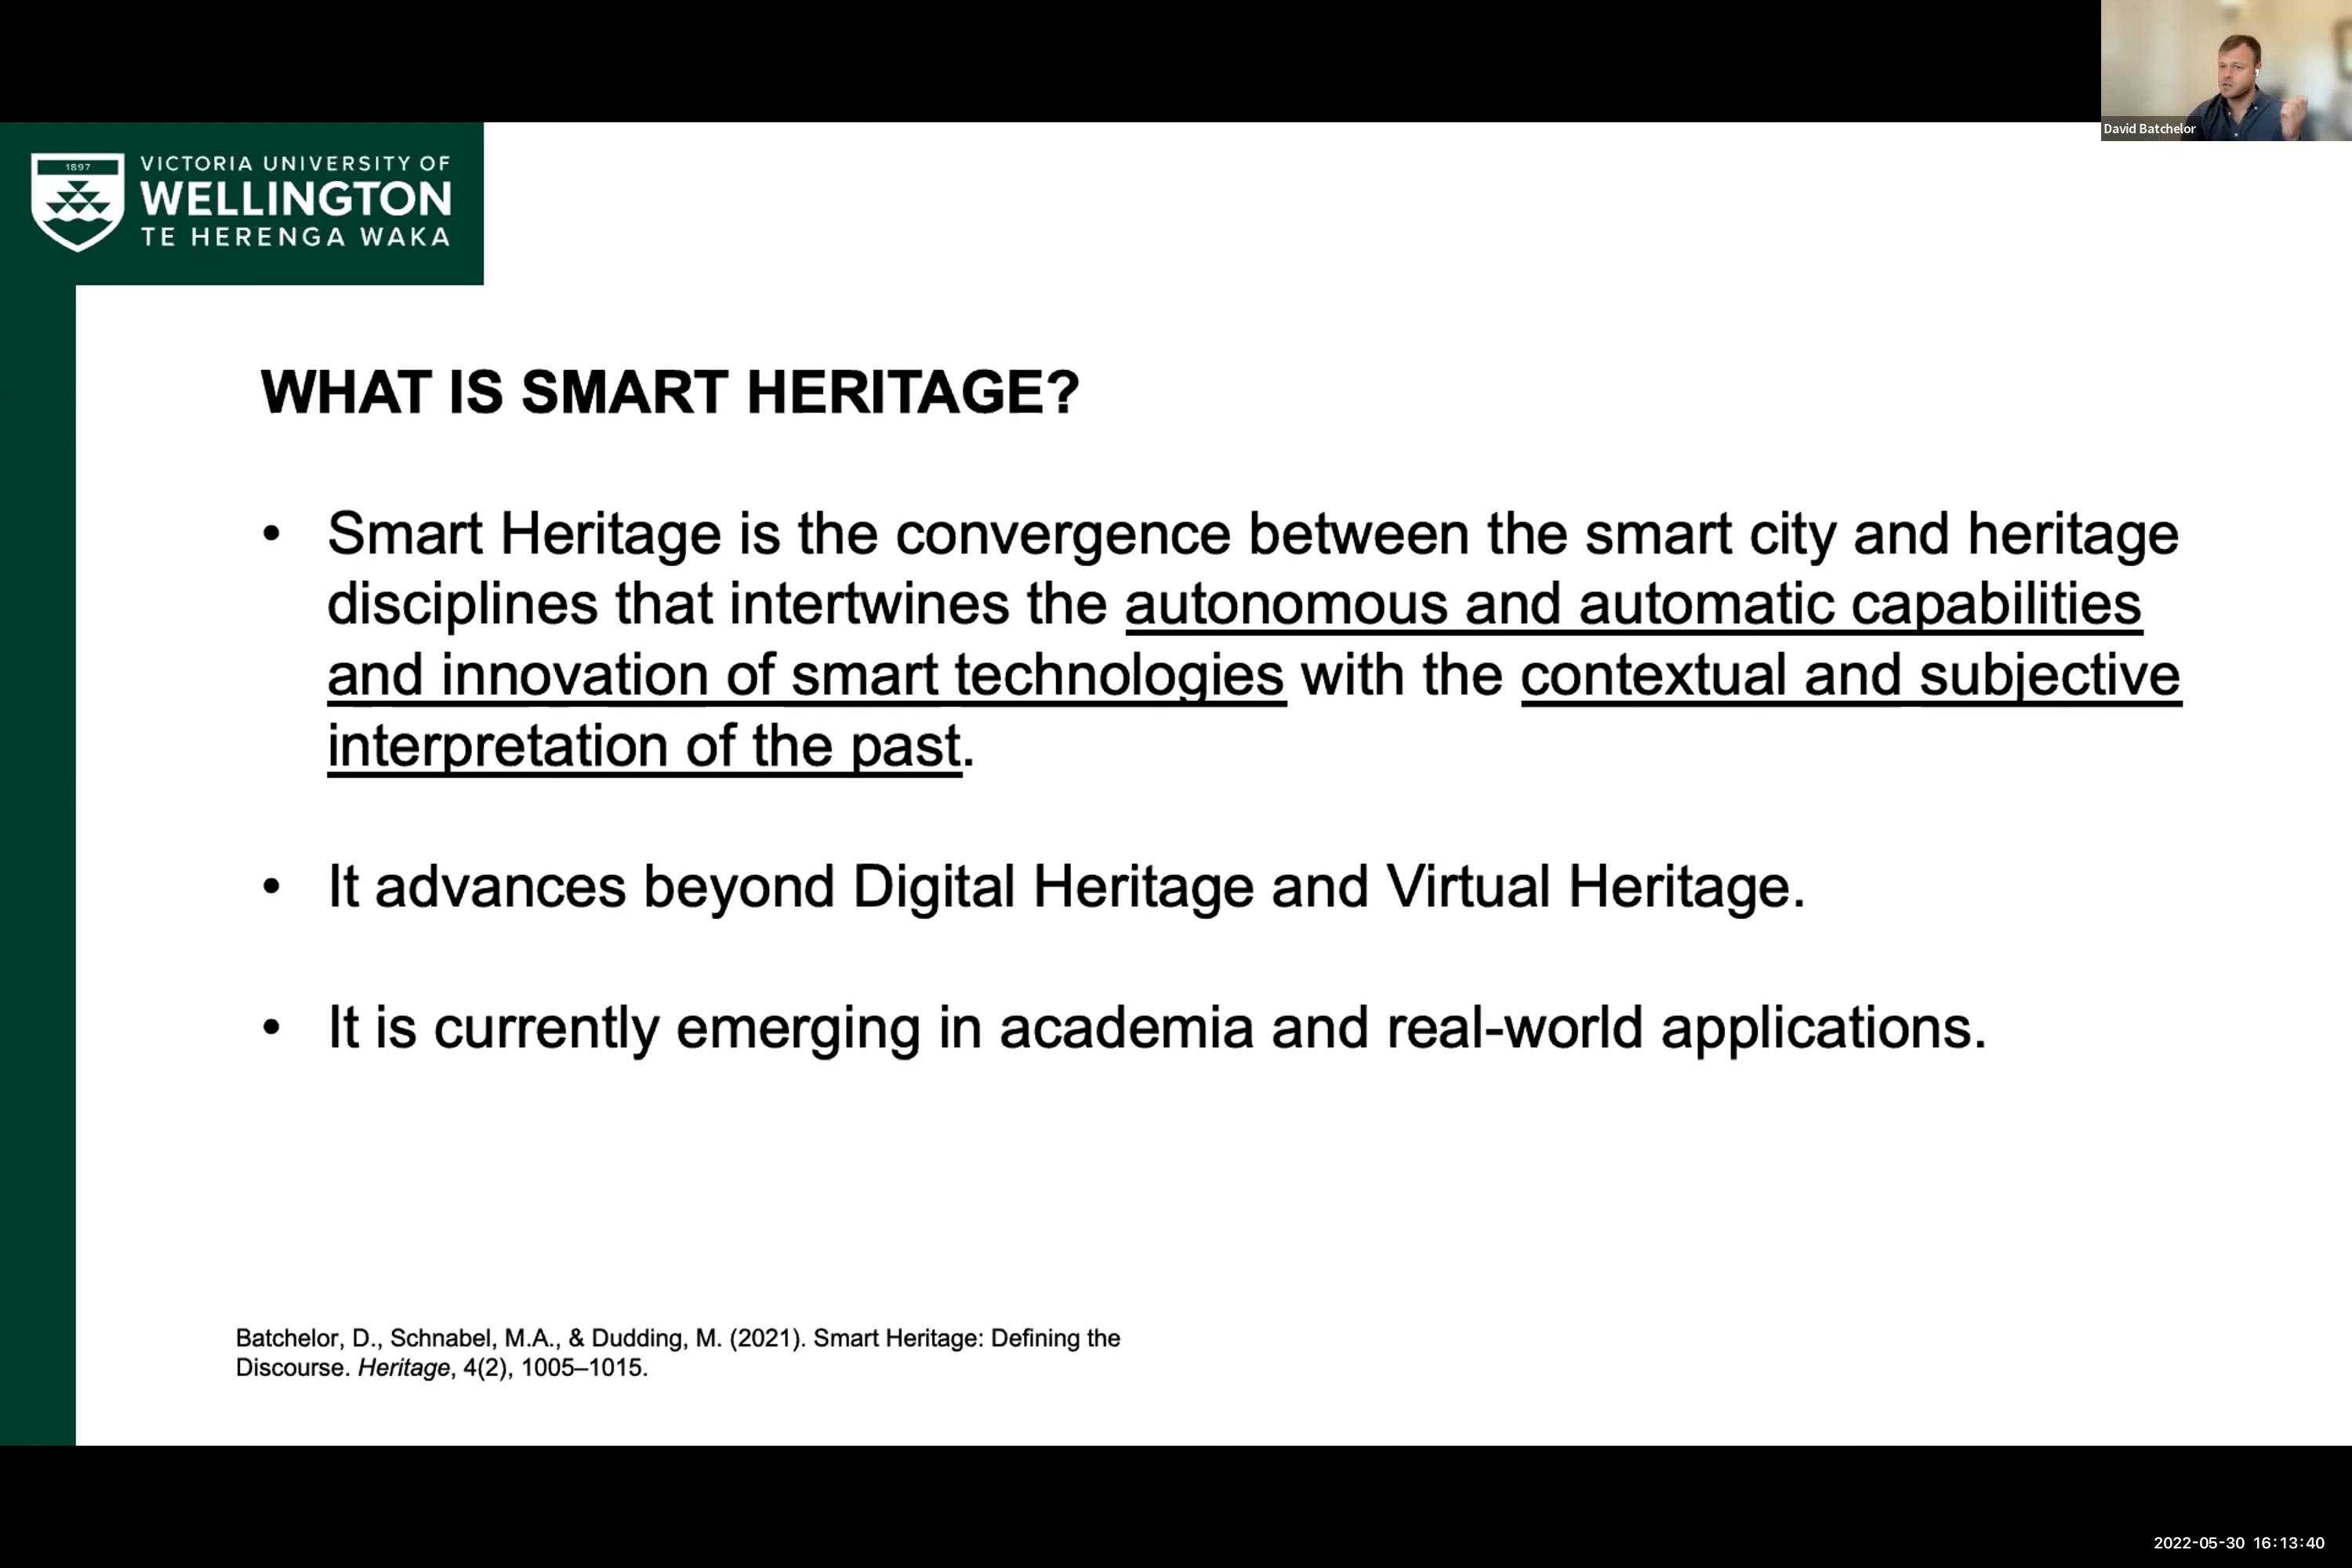 David Batchelor
1897
VICTORIA UNIVERSITY OF
WELLINGTON
TE HERENGA WAKA
WHAT IS SMART HERITAGE?
• Smart Heritage is the convergence between the smart city and heritage
disciplines that intertwines the autonomous and automatic capabilities
and innovation of smart technologies with the contextual and subjective
interpretation of the past.
• It advances beyond Digital Heritage and Virtual Heritage.
• It is currently emerging in academia and real-world applications.
Batchelor, D., Schnabel, M.A., & Dudding, M. (2021). Smart Heritage: Defining the
Discourse. Heritage, 4(2), 1005–1015.
2022-05-30 16:13:40